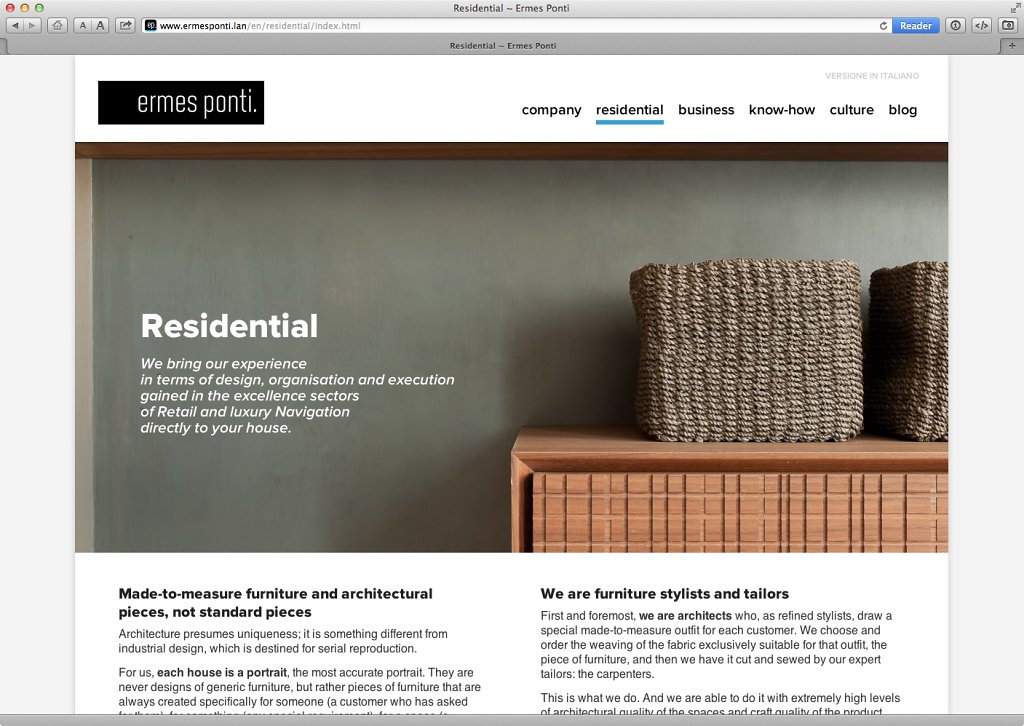 Residential ~ Ermes Ponti
A A
ep www.ermesponti.lan/en/residential/index.html
Reader
Residential ~ Ermes Ponti
VERSIONE IN ITALIANO
ermes ponti.
company residential business know-how culture blog
Residential
We bring our experience
in terms of design, organisation and execution
gained in the excellence sectors
of Retail and luxury Navigation
directly to your house.
Made-to-measure furniture and architectural
pieces, not standard pieces
Architecture presumes uniqueness; it is something different from
industrial design, which is destined for serial reproduction.
For us, each house is a portrait, the most accurate portrait. They are
never designs of generic furniture, but rather pieces of furniture that are
always created specifically for someone (a customer who has asked
for them), for something (any special requirement), for a space (a
We are furniture stylists and tailors
First and foremost, we are architects who, as refined stylists, draw a
special made-to-measure outfit for each customer. We choose and
order the weaving of the fabric exclusively suitable for that outfit, the
piece of furniture, and then we have it cut and sewed by our expert
tailors: the carpenters.
This is what we do. And we are able to do it with extremely high levels
of architectural quality of the spaces and craft quality of the product